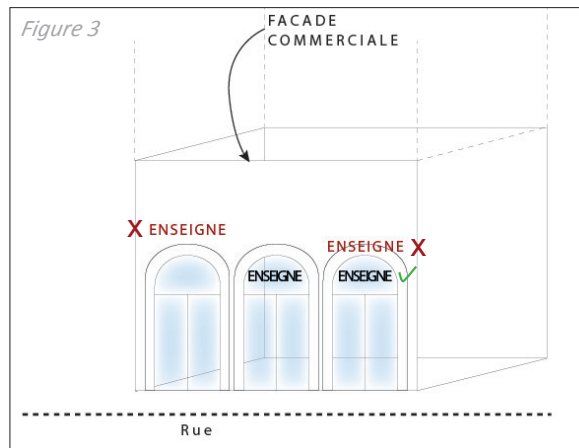 Figure 3
FACADE
COMMERCIALE
X ENSEIGNE
ENSEIGNE X
ENSEIGNE ENSEIGNE
Rue